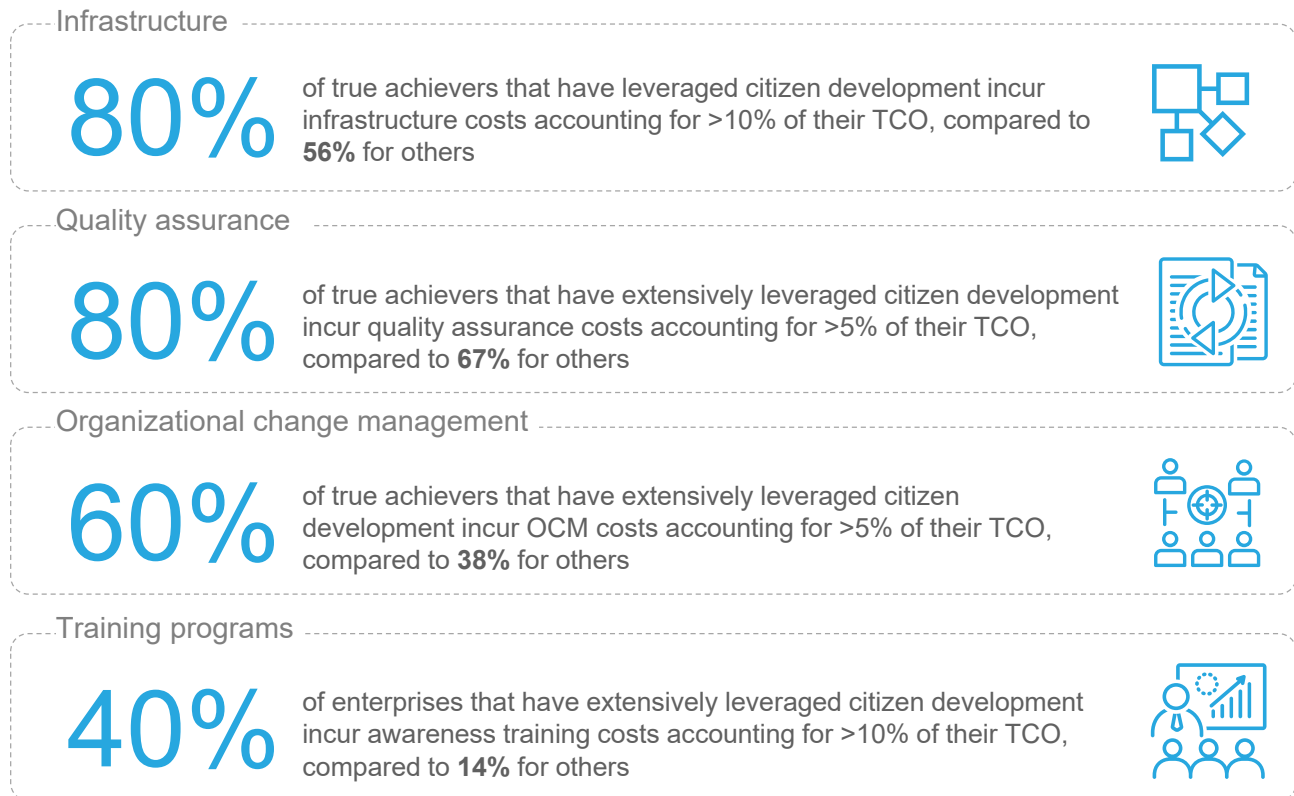 Infrastructure
80%
of true achievers that have leveraged citizen development incur
infrastructure costs accounting for >10% of their TCO, compared to
56% for others
Quality assurance
80%
of true achievers that have extensively leveraged citizen development
incur quality assurance costs accounting for >5% of their TCO,
compared to 67% for others
Organizational change management
60%
of true achievers that have extensively leveraged citizen
development incur OCM costs accounting for >5% of their TCO,
compared to 38% for others
Training programs
40%
of enterprises that have extensively leveraged citizen development
incur awareness training costs accounting for >10% of their TCO,
compared to 14% for others